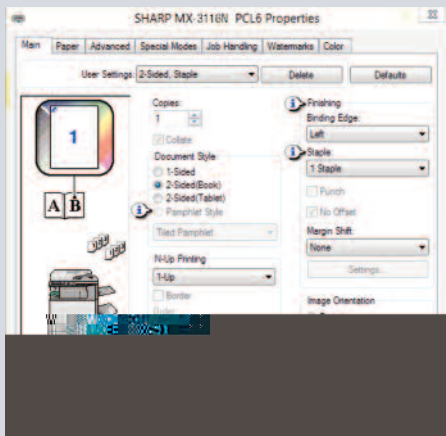 SHARP MX-3116N PCL6 Properties
Main Paper Advanced Special Modes Job Handling Watermarks Color
User Settings: 2-Sided, Staple Delete Defaults
Copies:
1
Collate
Document Style
1-Sided
2-Sided(Book)
2-Sided(Tablet)
Pamphlet Style
Tiled Pamphlet
N-Up Printing
1-Up
Border
Order
Finishing
Binding Edge:
Left
Staple:
1 Staple
Punch
No Offset
Margin Shift:
None
Settings...
Image Orientation
1
A B